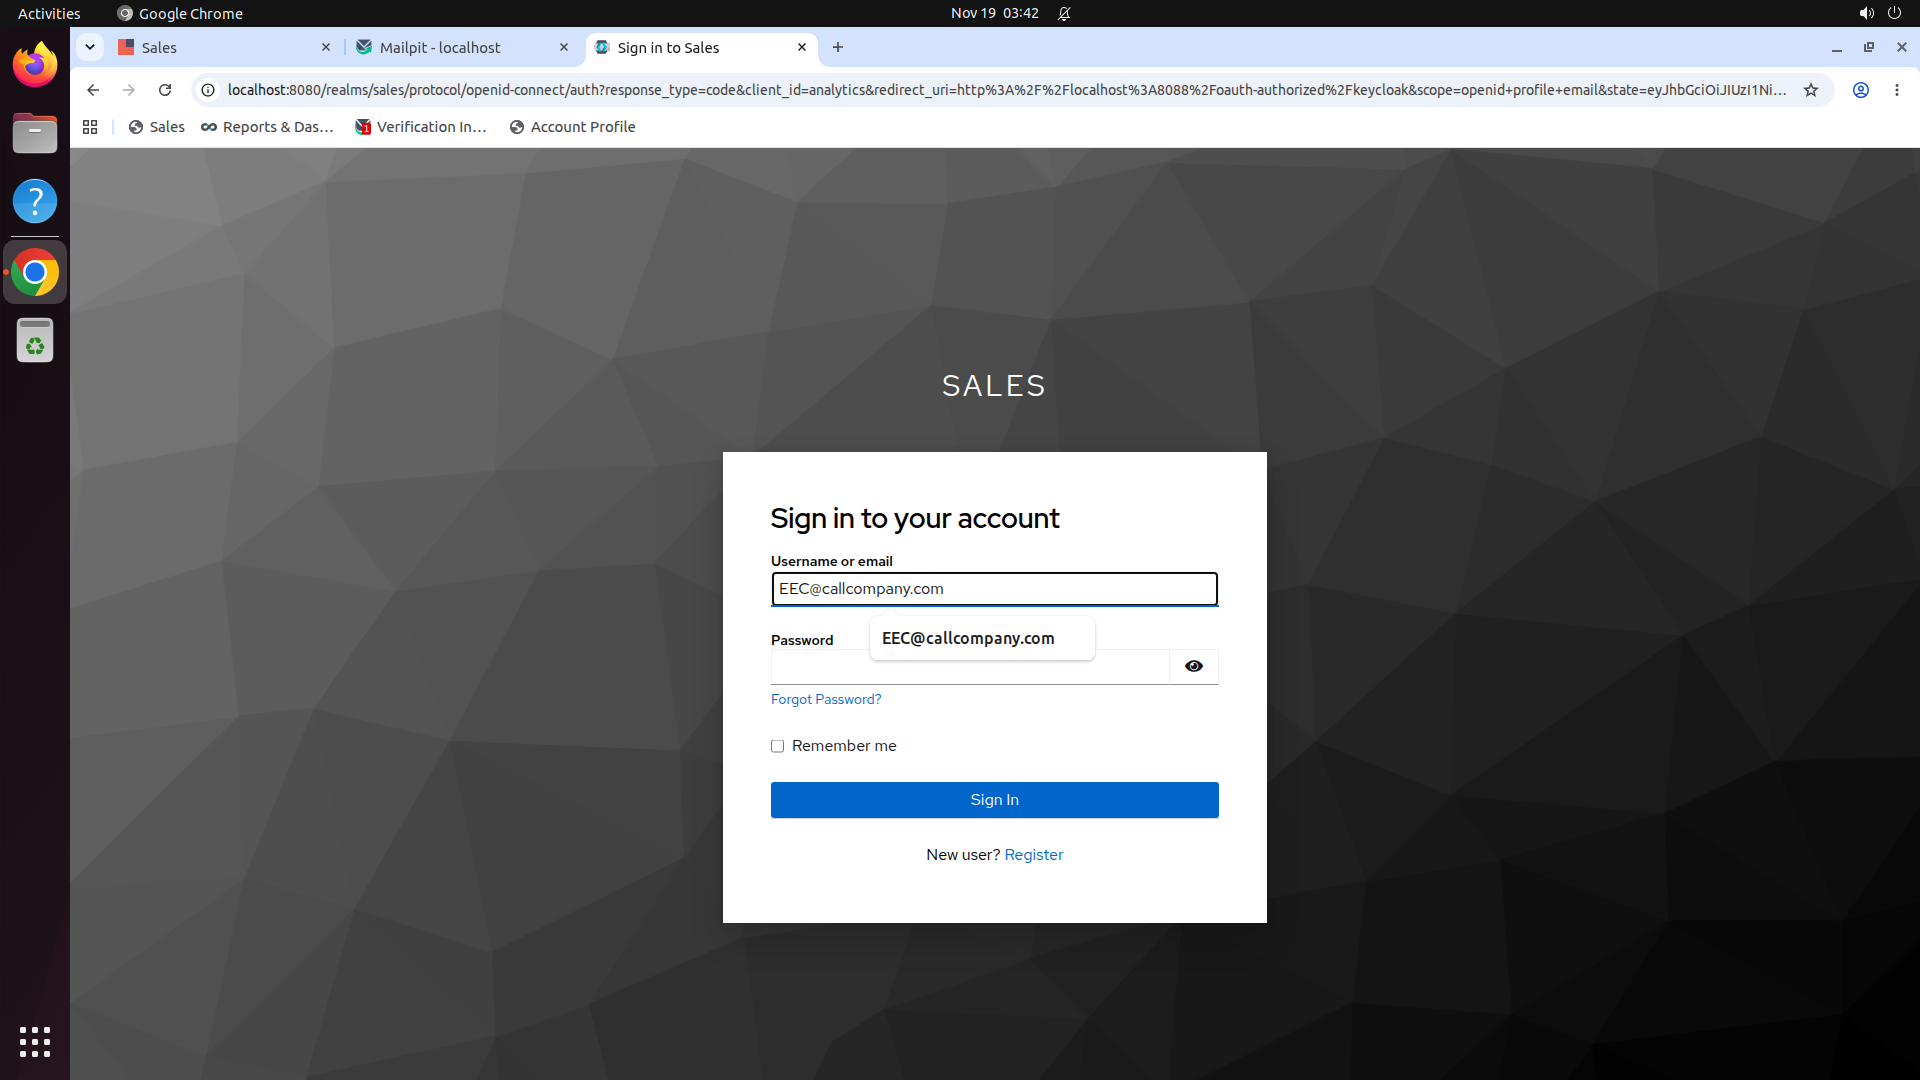 Activities
Google Chrome
Nov 19 03:42
Sales
Mailpit - localhost
Sign in to Sales
localhost:8080/realms/sales/protocol/openid-connect/auth?response_type=code&client_id=analytics&redirect_uri=http%3A%2F%2Flocalhost%3A8088%2Foauth-authorized%2Fkeycloak&scope=openid+profile+email&state=eyJhbGciOiJIUzI1Ni...
Sales
Reports & Das...
1
Verification In...
Account Profile
SALES
Sign in to your account
Username or email
EEC@callcompany.com
EEC@callcompany.com
Password
Forgot Password?
Remember me
Sign In
New user? Register